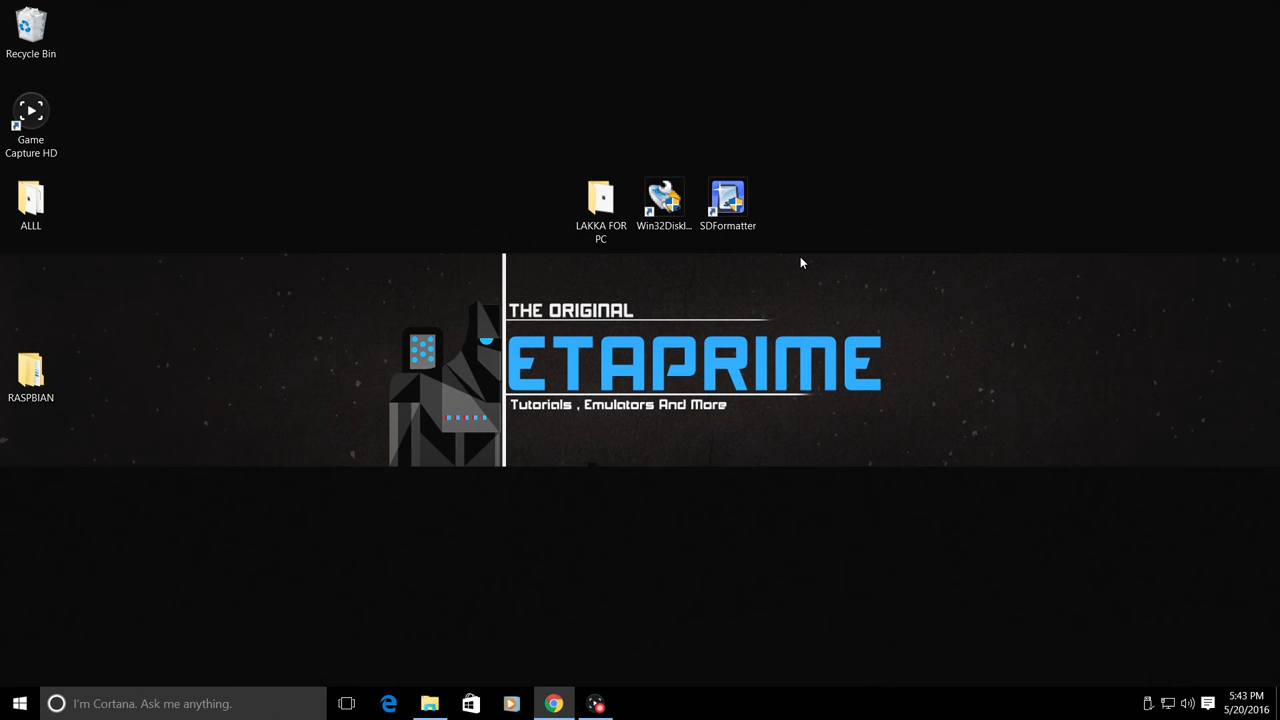 Recycle Bin
Game
Capture HD
ALLL
RASPBIAN
LAKKA FOR
PC
Win32DiskI...
SDFormatter
THE ORIGINAL
ETAPRIME
Tutorials , Emulators And More
I'm Cortana. Ask me anything.
5:43 PM
5/20/2016